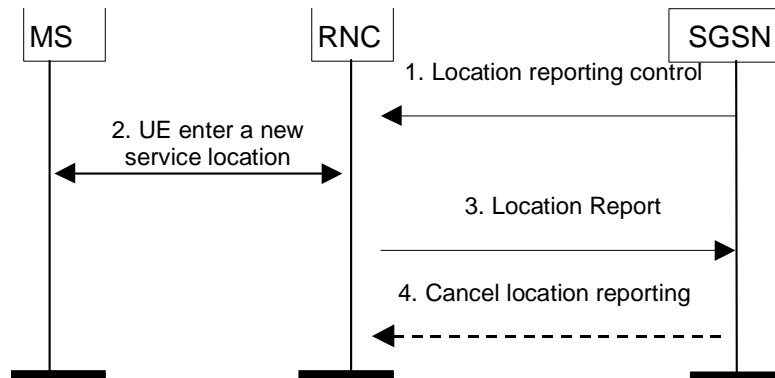 MS
RNC
SGSN
1. Location reporting control
2. UE enter a new
service location
3. Location Report
4. Cancel location reporting